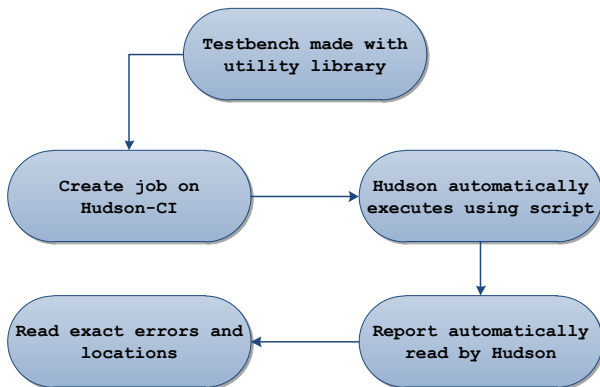 Testbench made with
utility library
Create job on
Hudson-CI
Hudson automatically
executes using script
Report automatically
read by Hudson
Read exact errors and
locations